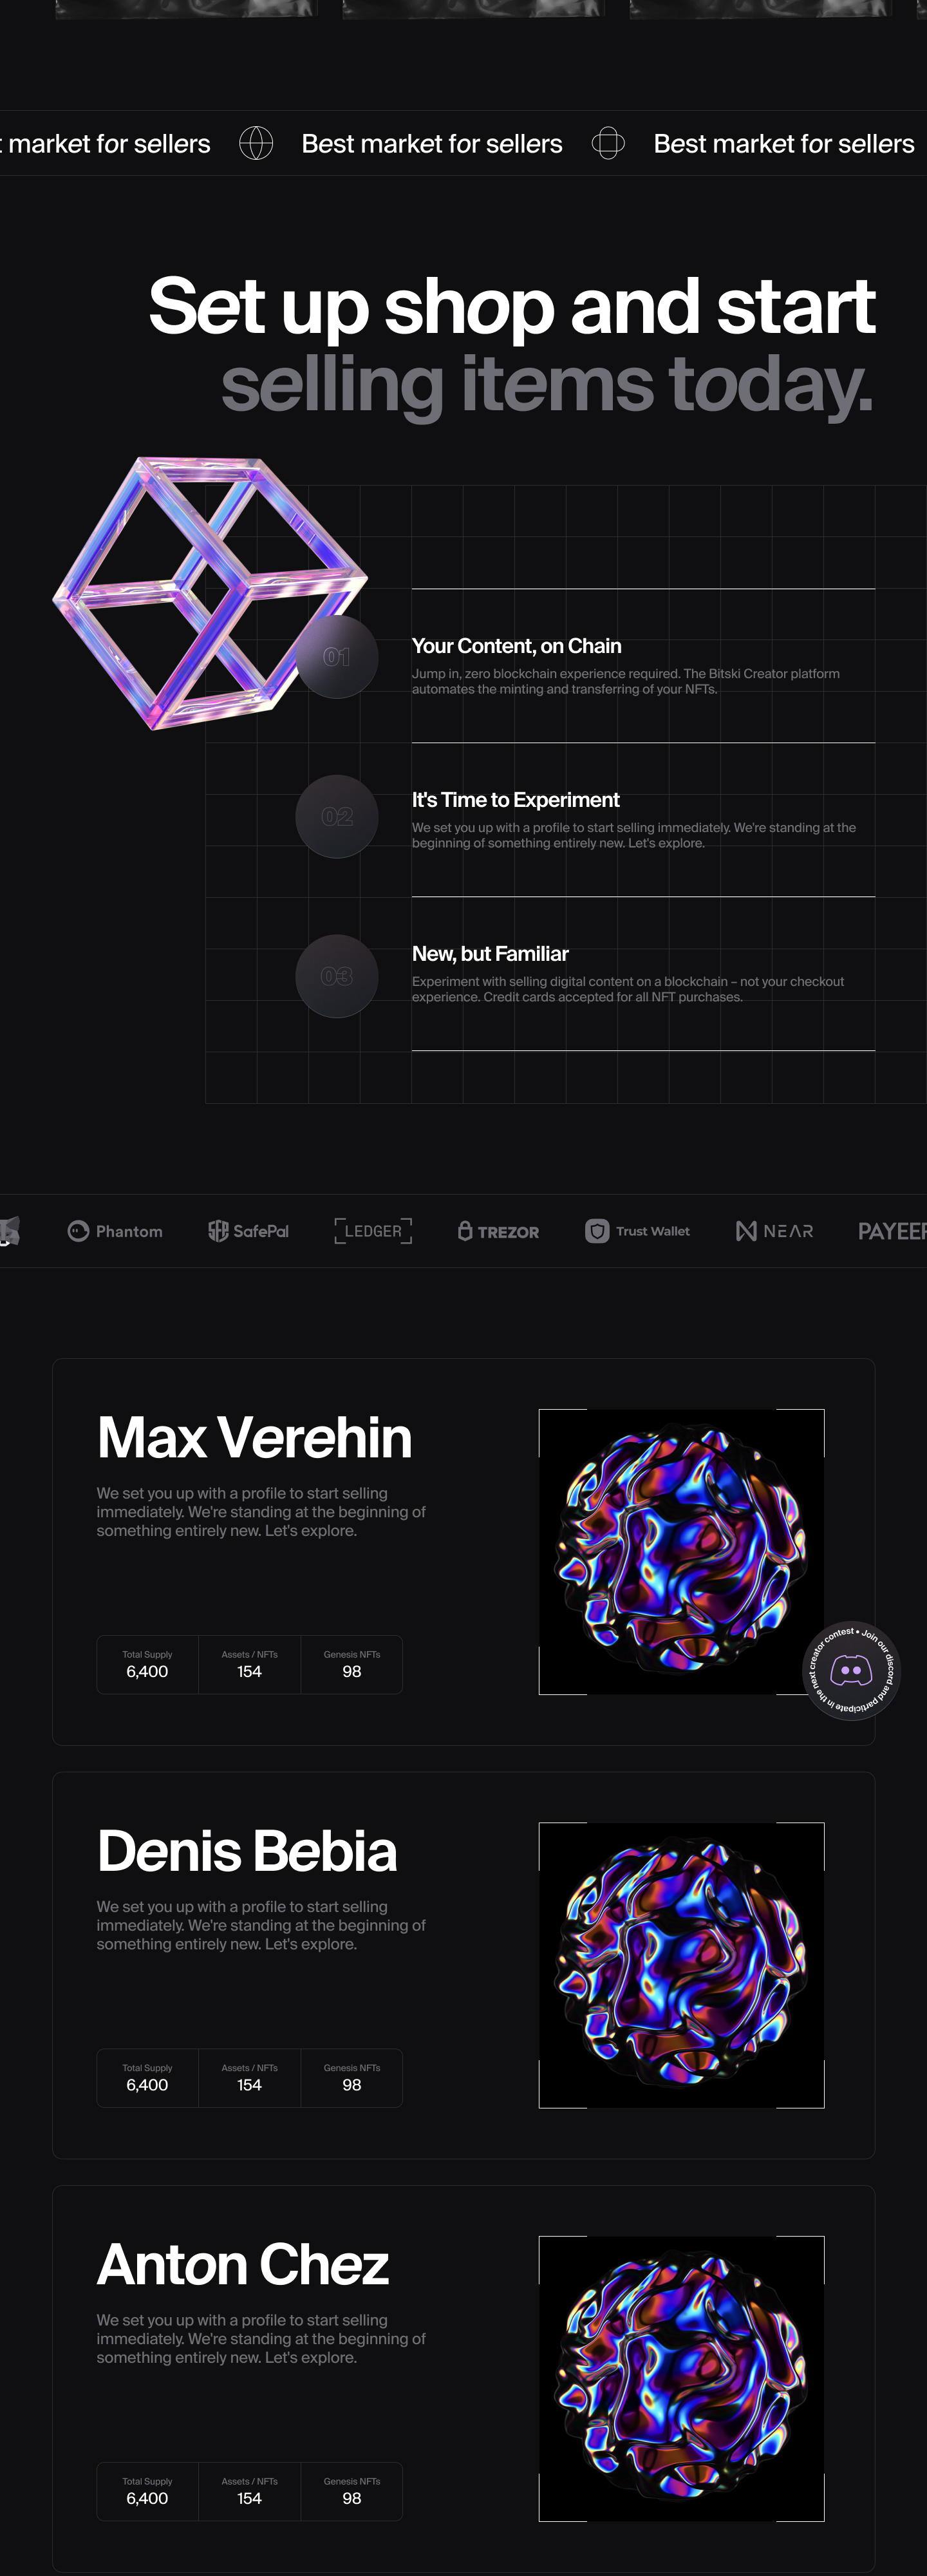 market for sellers Best market for sellers Best market for sellers
Set up shop and start
selling items today.
01
Your Content, on Chain
Jump in, zero blockchain experience required. The Bitski Creator platform
automates the minting and transferring of your NFTs.
02
It's Time to Experiment
We set you up with a profile to start selling immediately. We're standing at the
beginning of something entirely new. Let's explore.
03
New, but Familiar
Experiment with selling digital content on a blockchain – not your checkout
experience. Credit cards accepted for all NFT purchases.
Phantom SafePal LEDGER TREZOR Trust Wallet NEAR PAYEER
Max Verehin
We set you up with a profile to start selling
immediately. We're standing at the beginning of
something entirely new. Let's explore.
Total Supply Assets / NFTs Genesis NFTs
6,400 154 98
Join our discord and participate in the next creator contest •
Denis Bebia
We set you up with a profile to start selling
immediately. We're standing at the beginning of
something entirely new. Let's explore.
Total Supply Assets / NFTs Genesis NFTs
6,400 154 98
Anton Chez
We set you up with a profile to start selling
immediately. We're standing at the beginning of
something entirely new. Let's explore.
Total Supply Assets / NFTs Genesis NFTs
6,400 154 98